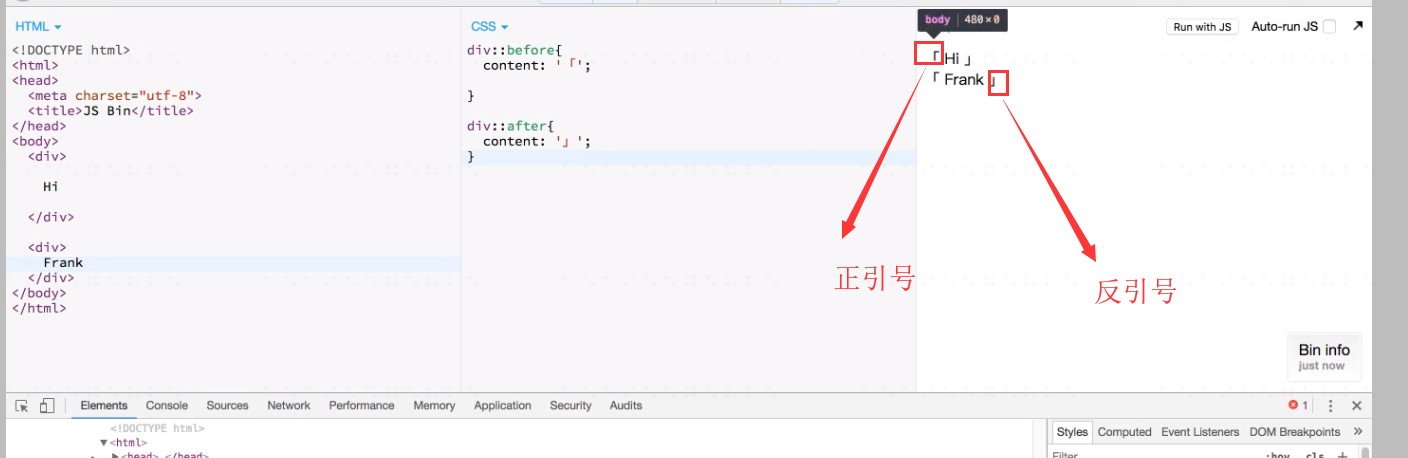 HTML
<!DOCTYPE html>
<html>
<head>
<meta charset="utf-8">
<title>JS Bin</title>
</head>
<body>
<div>
Hi
</div>
<div>
Frank
</div>
</body>
</html>
CSS
div::before{
content: '「';
}
div::after{
content: '」';
}
body 480×0
Run with JS Auto-run JS
「 Hi 」
「 Frank 」
正引号
反引号
Bin info
just now
Elements Console Sources Network Performance Memory Application Security Audits 1
<!DOCTYPE html>
▼<html>
▶<head>…</head>
Styles Computed Event Listeners DOM Breakpoints »
Filter :hov .cls +